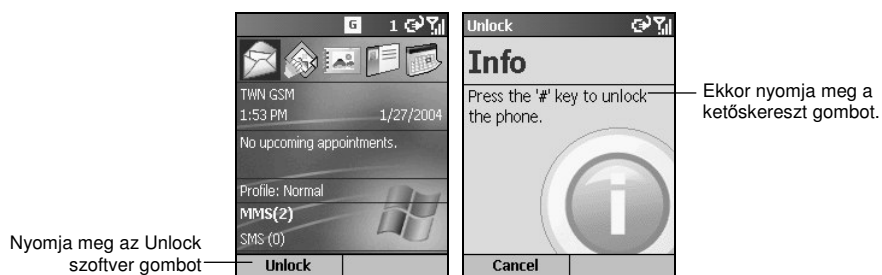 G 1
TWN GSM
1:53 PM 1/27/2004
No upcoming appointments.
Profile: Normal
MMS(2)
SMS (0)
Unlock
Nyomja meg az Unlock
szoftver gombot
Unlock
Info
Press the '#' key to unlock
the phone.
Cancel
Ekkor nyomja meg a
ketőskereszt gombot.